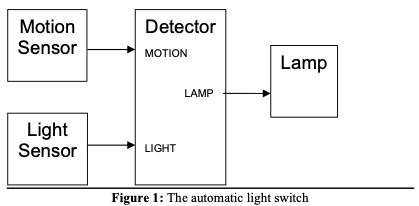 Motion
Sensor
Detector
MOTION
Lamp
LAMP
Light
Sensor
LIGHT
Figure 1: The automatic light switch